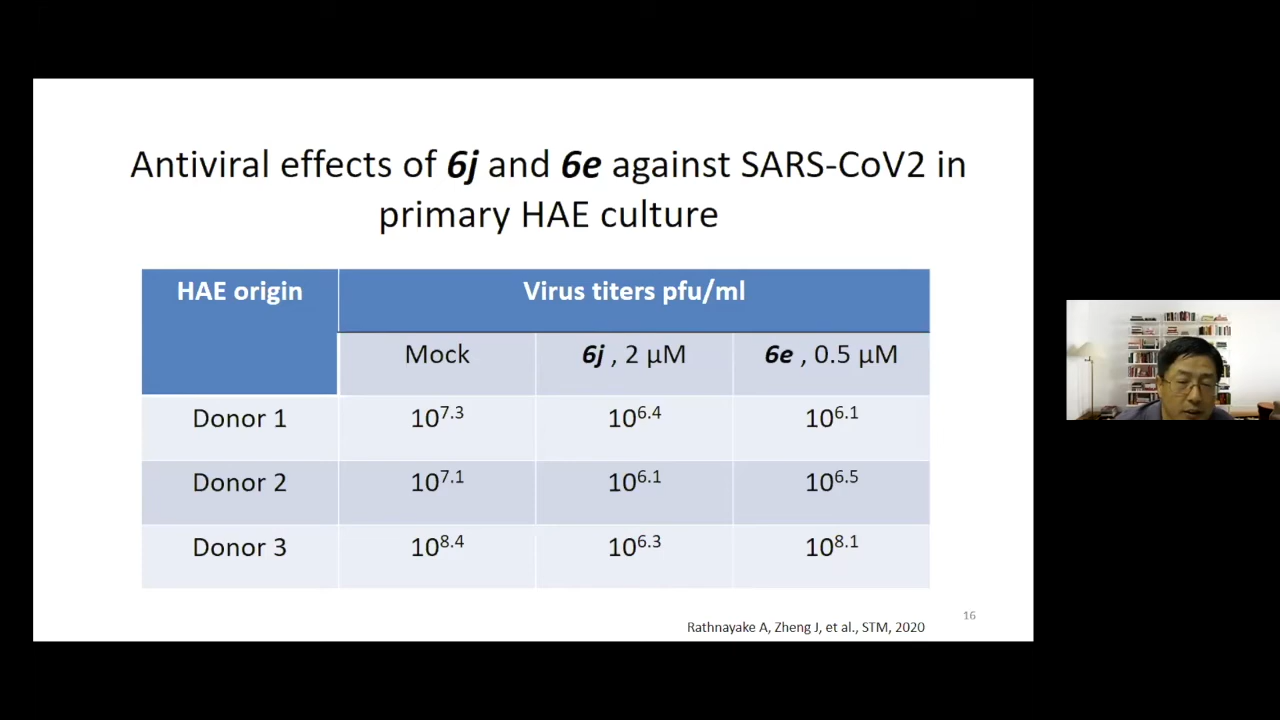 Antiviral effects of 6j and 6e against SARS-CoV2 in
primary HAE culture
HAE origin Virus titers pfu/ml
Mock 6j , 2 µM 6e , 0.5 µM
Donor 1 10^7.3 10^6.4 10^6.1
Donor 2 10^7.1 10^6.1 10^6.5
Donor 3 10^8.4 10^6.3 10^8.1
16
Rathnayake A, Zheng J, et al., STM, 2020